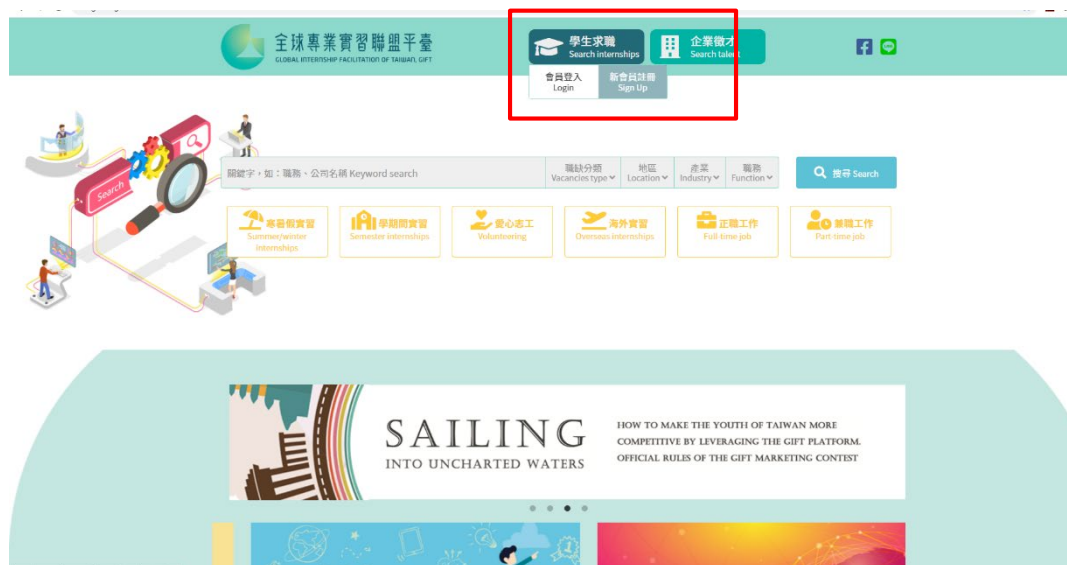 全球專業實習聯盟平臺
GLOBAL INTERNSHIP FACILITATION OF TAIWAN, GIFT
學生求職
Search internships
企業徵才
Search talent
會員登入
Login
新會員註冊
Sign Up
Search
關鍵字，如：職務、公司名稱 Keyword search
職缺分類
Vacancies type
地區
Location
產業
Industry
職務
Function
搜尋 Search
寒暑假實習
Summer/winter
internships
學期間實習
Semester internships
愛心志工
Volunteering
海外實習
Overseas internships
正職工作
Full-time job
兼職工作
Part-time job
SAILING
INTO UNCHARTED WATERS
HOW TO MAKE THE YOUTH OF TAIWAN MORE
COMPETITIVE BY LEVERAGING THE GIFT PLATFORM.
OFFICIAL RULES OF THE GIFT MARKETING CONTEST